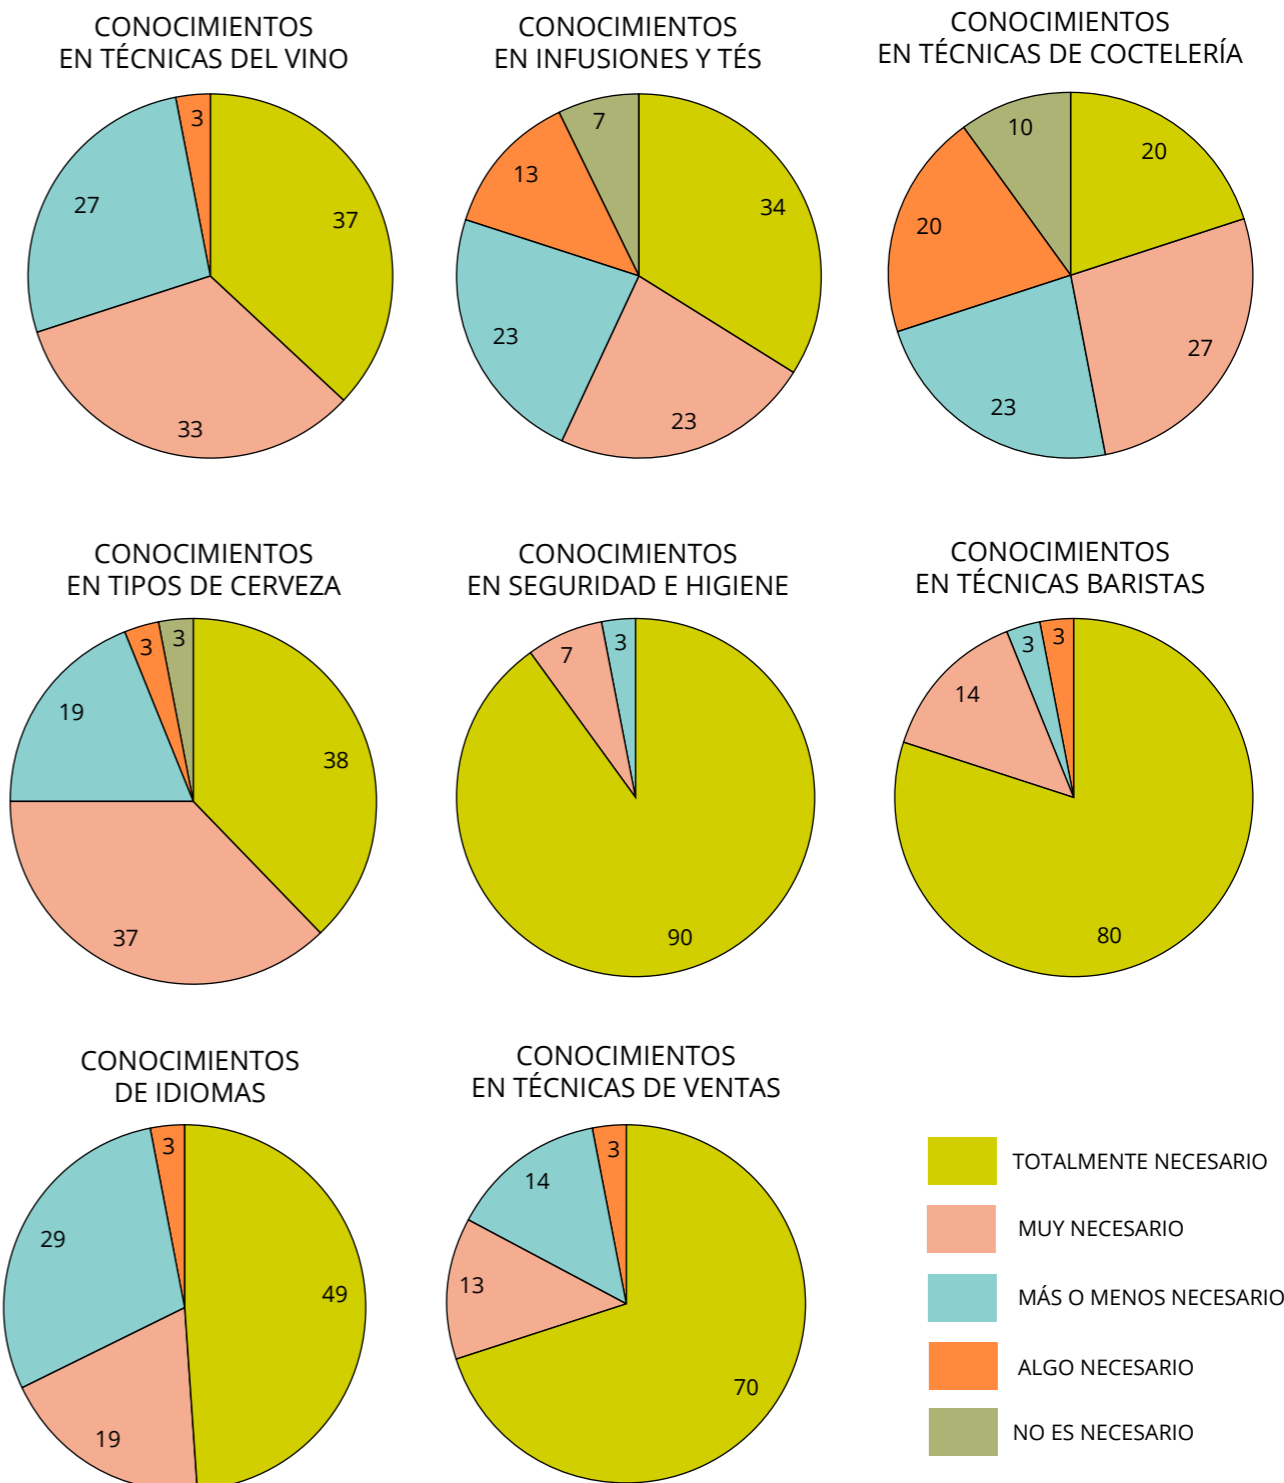 CONOCIMIENTOS
EN TÉCNICAS DEL VINO
3
37
27
33
CONOCIMIENTOS
EN INFUSIONES Y TÉS
7
13
34
23
23
CONOCIMIENTOS
EN TÉCNICAS DE COCTELERÍA
10
20
20
27
23
CONOCIMIENTOS
EN TIPOS DE CERVEZA
3
3
19
38
37
CONOCIMIENTOS
EN SEGURIDAD E HIGIENE
3
7
90
CONOCIMIENTOS
EN TÉCNICAS BARISTAS
3
3
14
80
CONOCIMIENTOS
DE IDIOMAS
3
29
49
19
CONOCIMIENTOS
EN TÉCNICAS DE VENTAS
3
14
13
70
TOTALMENTE NECESARIO
MUY NECESARIO
MÁS O MENOS NECESARIO
ALGO NECESARIO
NO ES NECESARIO